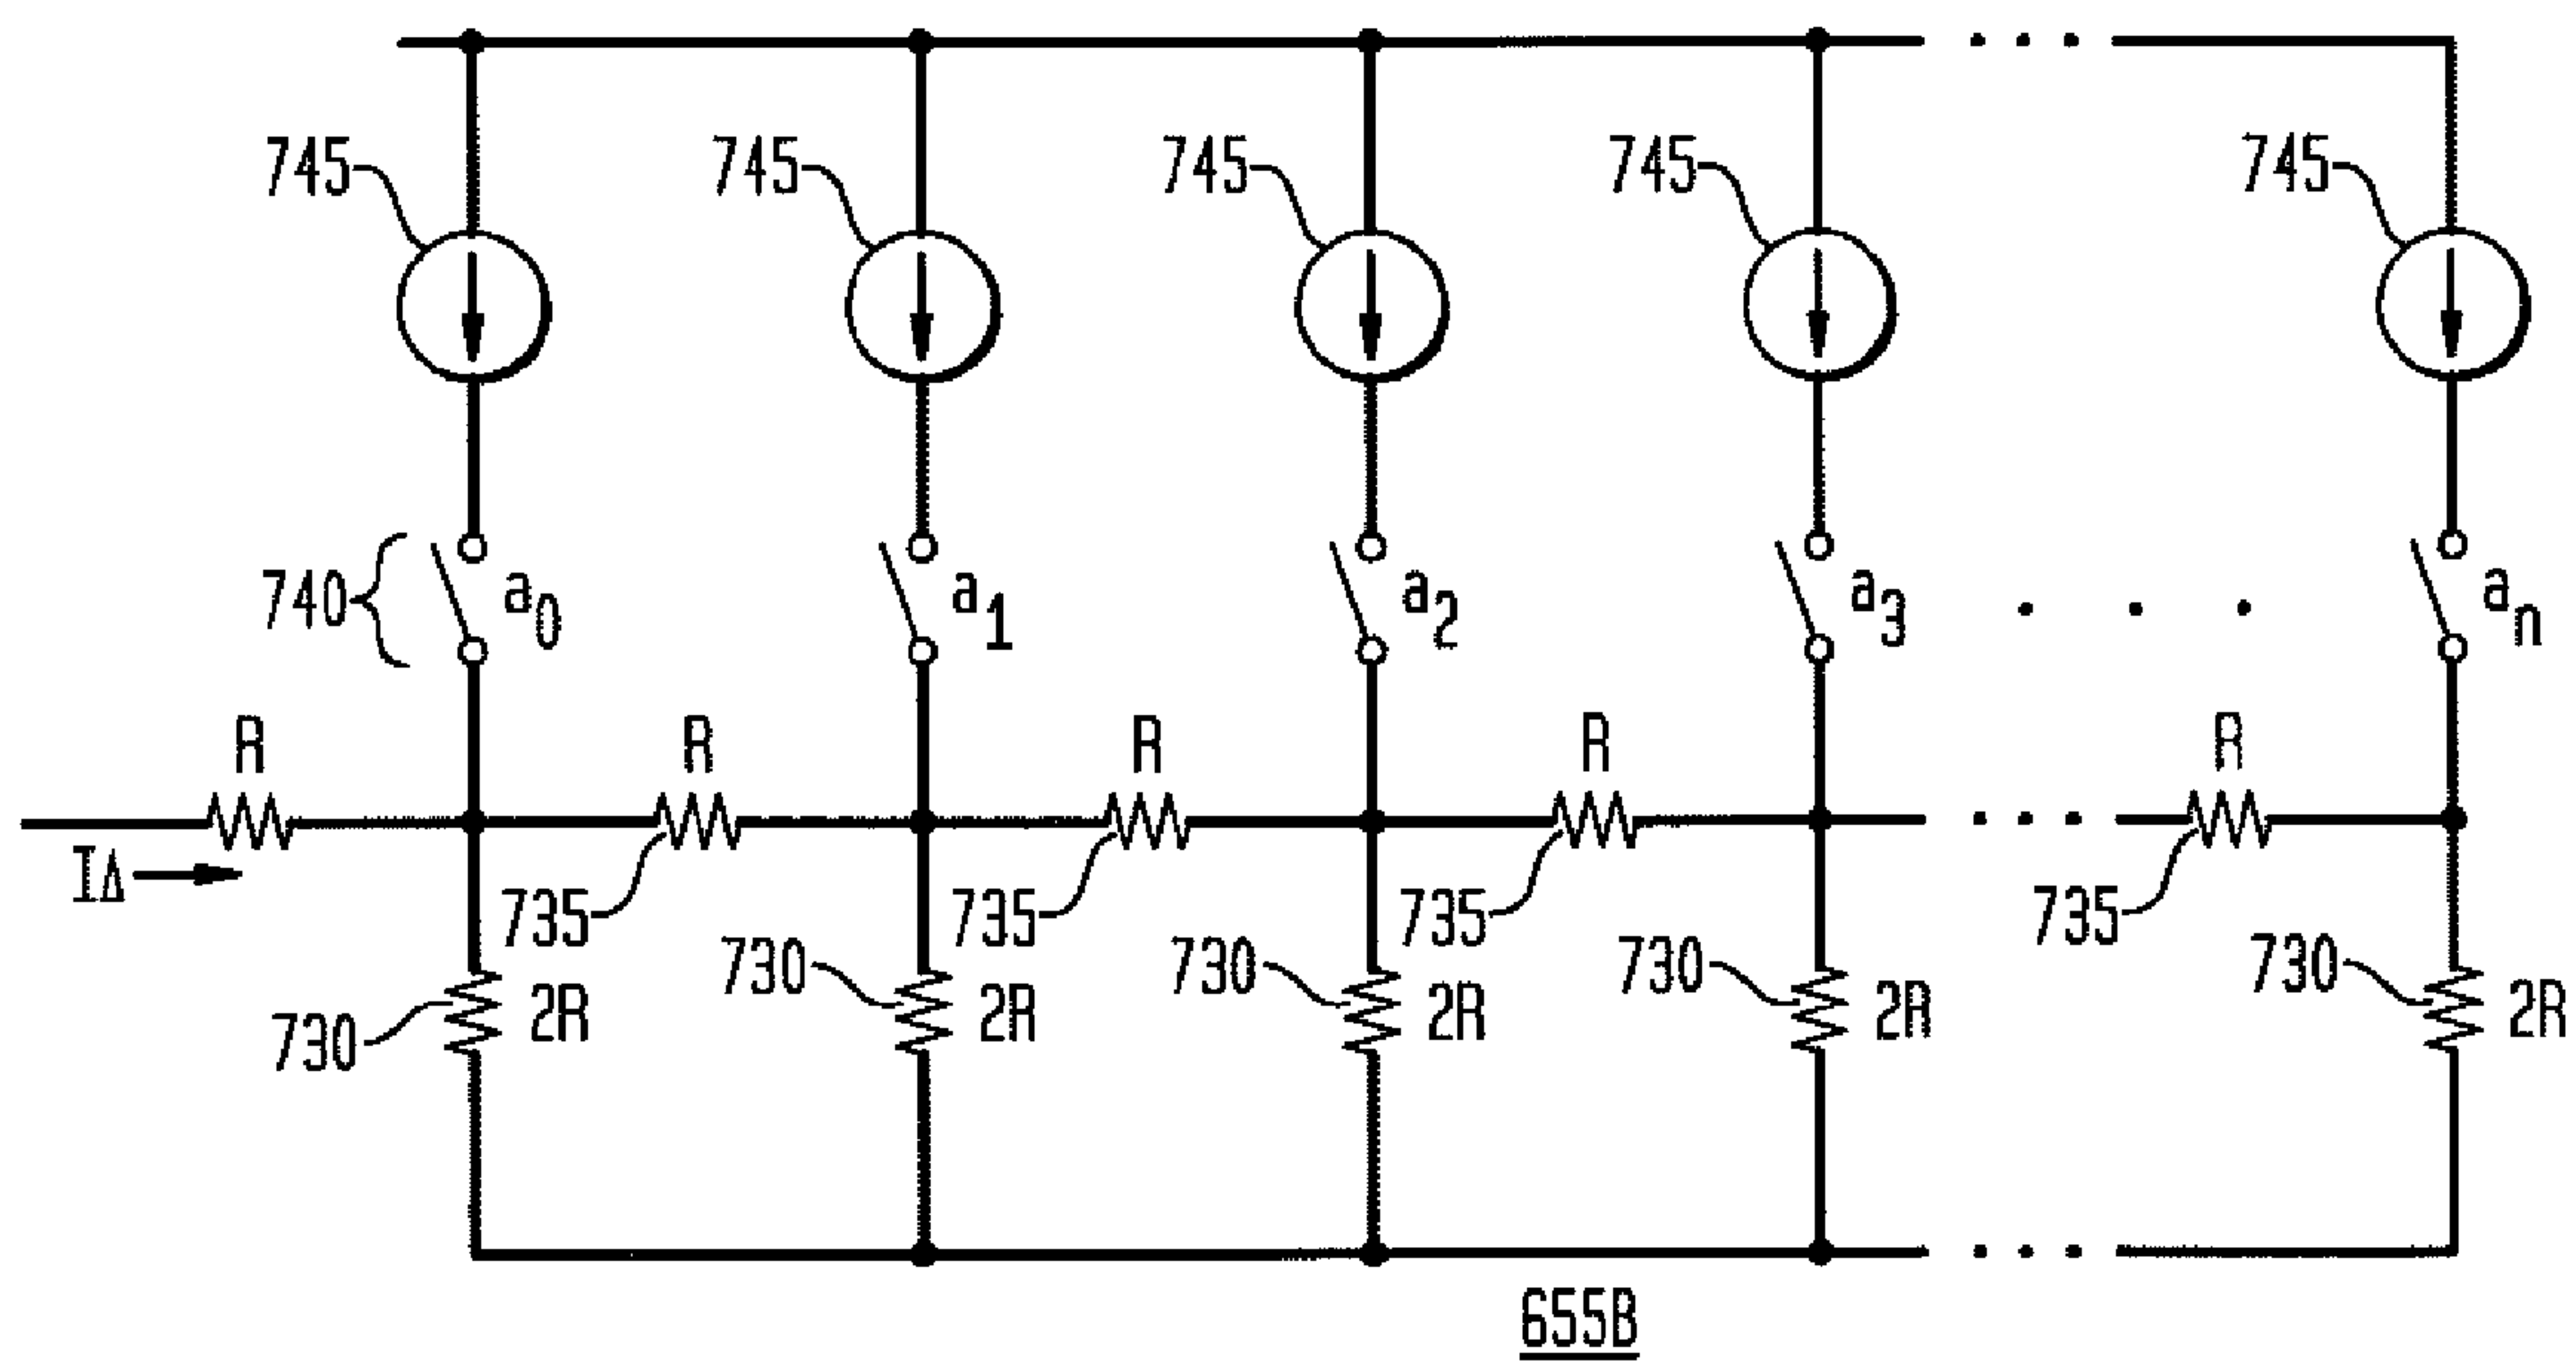 745 745 745 745 745
740 a0 a1 a2 a3 an
R R R R R
IΔ
735 735 735 735
730 730 730 730
730 2R 2R 2R 2R 2R
655B